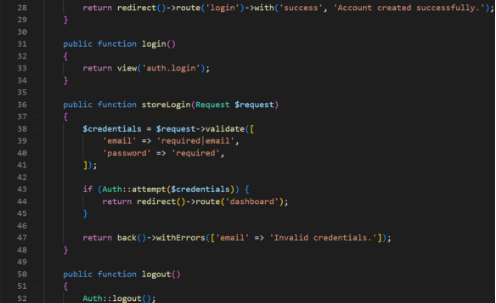 28 return redirect()->route('login')->with('success', 'Account created successfully.');
29 }
30
31 public function login()
32 {
33 return view('auth.login');
34 }
35
36 public function storeLogin(Request $request)
37 {
38 $credentials = $request->validate([
39 'email' => 'required|email',
40 'password' => 'required',
41 ]);
42
43 if (Auth::attempt($credentials)) {
44 return redirect()->route('dashboard');
45 }
46
47 return back()->withErrors(['email' => 'Invalid credentials.']);
48 }
49
50 public function logout()
51 {
52 Auth::logout();